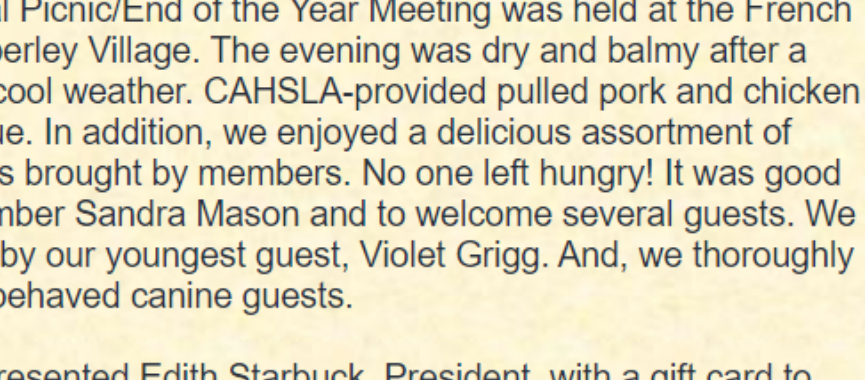 al Picnic/End of the Year Meeting was held at the French
perley Village. The evening was dry and balmy after a
cool weather. CAHSLA-provided pulled pork and chicken
ue. In addition, we enjoyed a delicious assortment of
s brought by members. No one left hungry! It was good
mber Sandra Mason and to welcome several guests. We
by our youngest guest, Violet Grigg. And, we thoroughly
behaved canine guests.
resented Edith Starbuck, President, with a gift card to